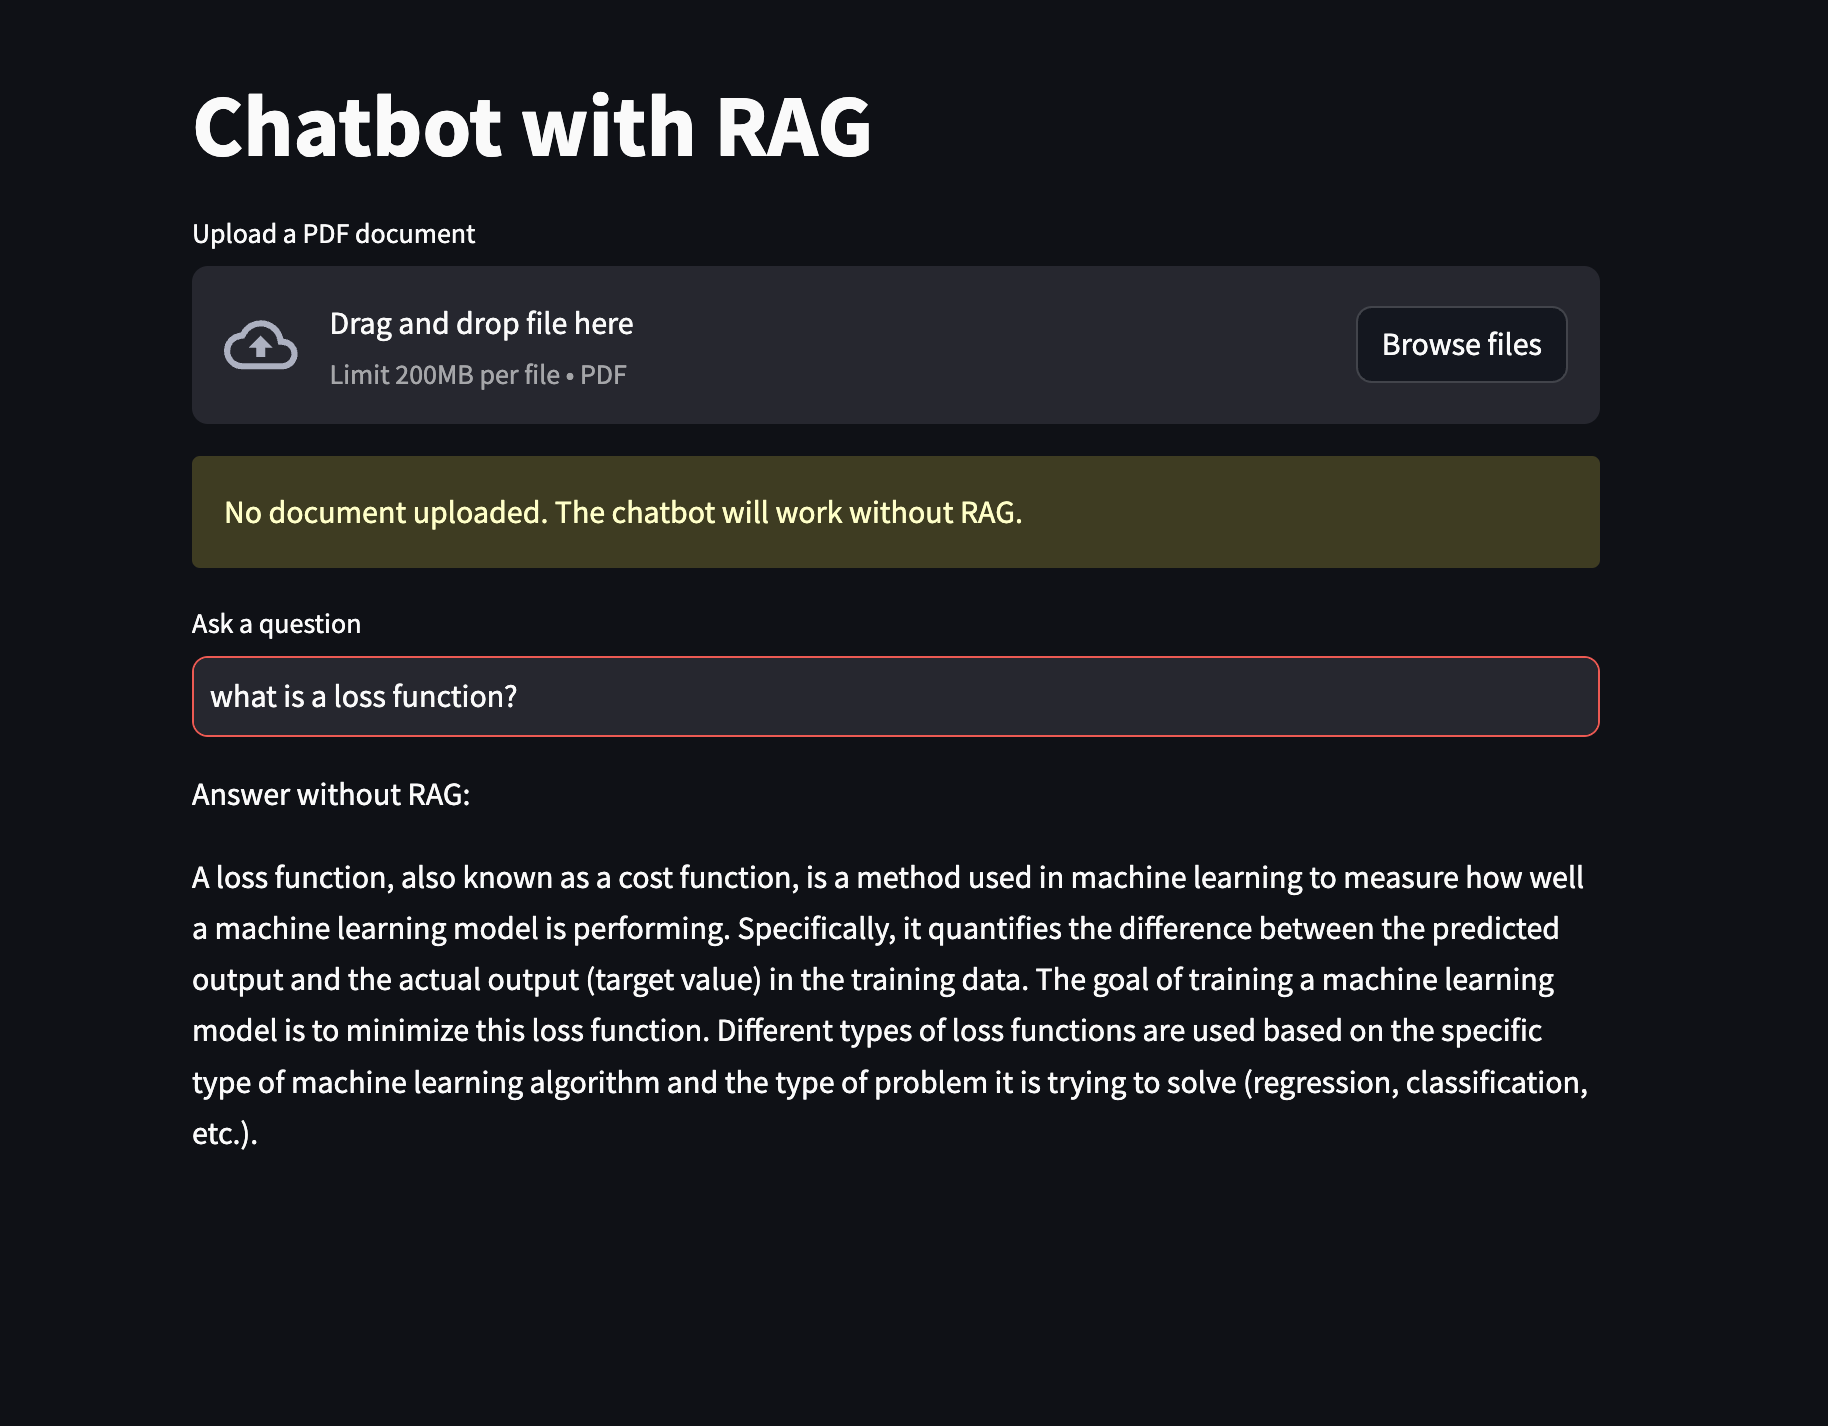 Chatbot with RAG
Upload a PDF document
Drag and drop file here
Limit 200MB per file • PDF
Browse files
No document uploaded. The chatbot will work without RAG.
Ask a question
what is a loss function?
Answer without RAG:
A loss function, also known as a cost function, is a method used in machine learning to measure how well
a machine learning model is performing. Specifically, it quantifies the difference between the predicted
output and the actual output (target value) in the training data. The goal of training a machine learning
model is to minimize this loss function. Different types of loss functions are used based on the specific
type of machine learning algorithm and the type of problem it is trying to solve (regression, classification,
etc.).